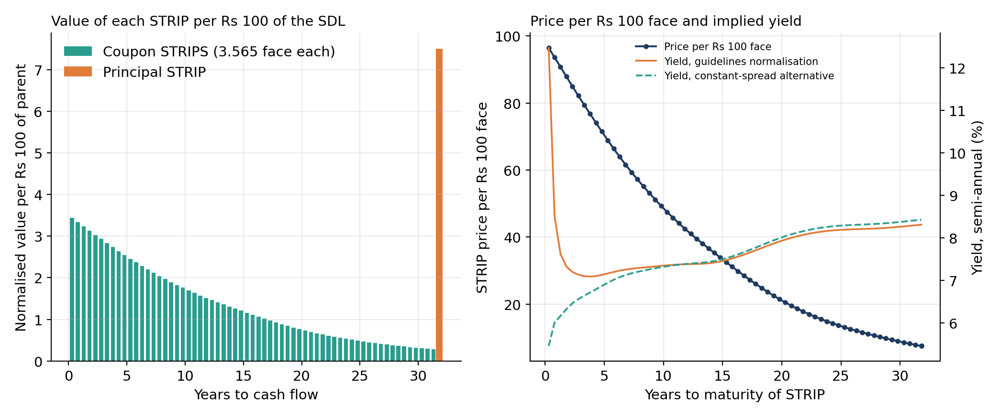 Value of each STRIP per Rs 100 of the SDL
Coupon STRIPS (3.565 face each)
Principal STRIP
Normalised value per Rs 100 of parent
7
6
5
4
3
2
1
0
0 5 10 15 20 25 30
Years to cash flow
Price per Rs 100 face and implied yield
Price per Rs 100 face
Yield, guidelines normalisation
Yield, constant-spread alternative
STRIP price per Rs 100 face
100
80
60
40
20
12
11
10
9
8
7
6
Yield, semi-annual (%)
0 5 10 15 20 25 30
Years to maturity of STRIP